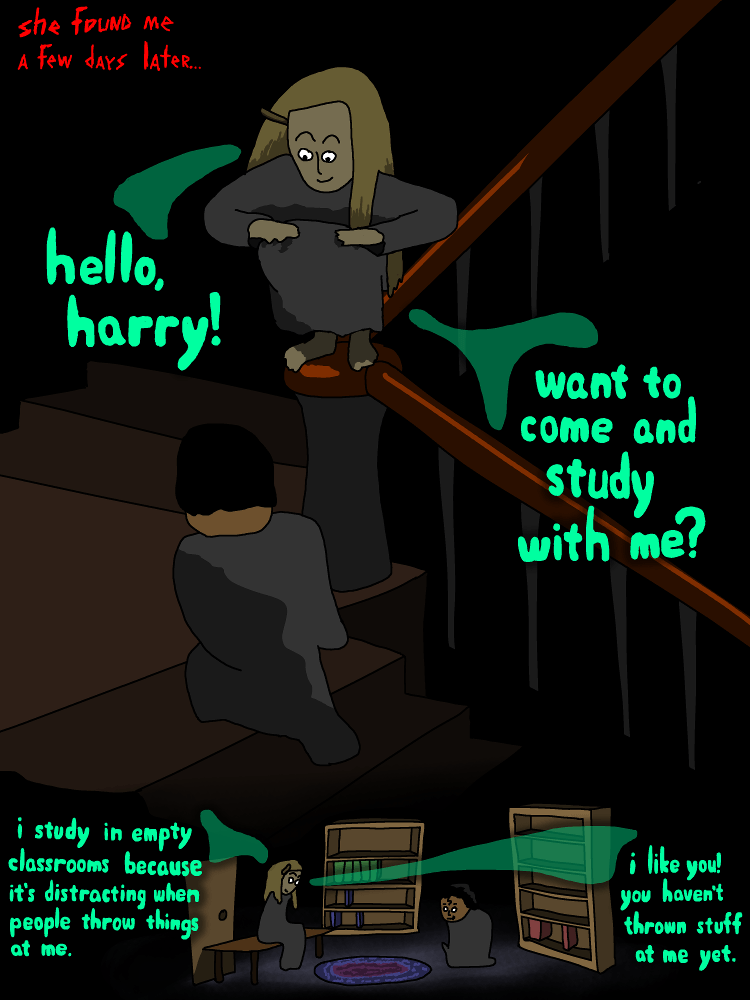 she found me
a few days later...
hello,
harry!
want to
come and
study
with me?
i study in empty
classrooms because
it's distracting when
people throw things
at me.
i like you!
you haven't
thrown stuff
at me yet.